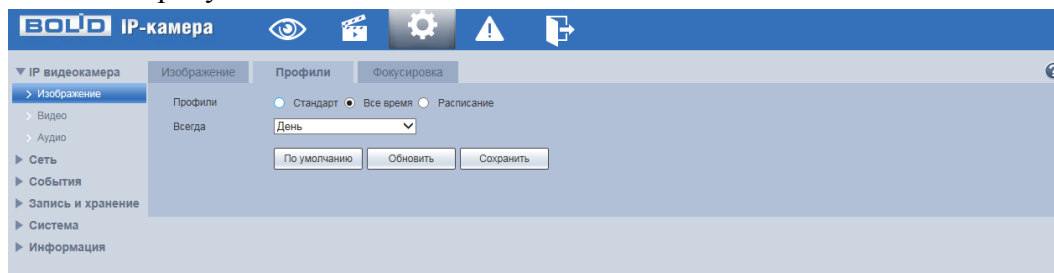 BOLID IP-камера
IP видеокамера
Изображение
Профили
Фокусировка
Изображение
Видео
Аудио
Сеть
События
Запись и хранение
Система
Информация
Профили Стандарт Все время Расписание
Всегда День
По умолчанию Обновить Сохранить